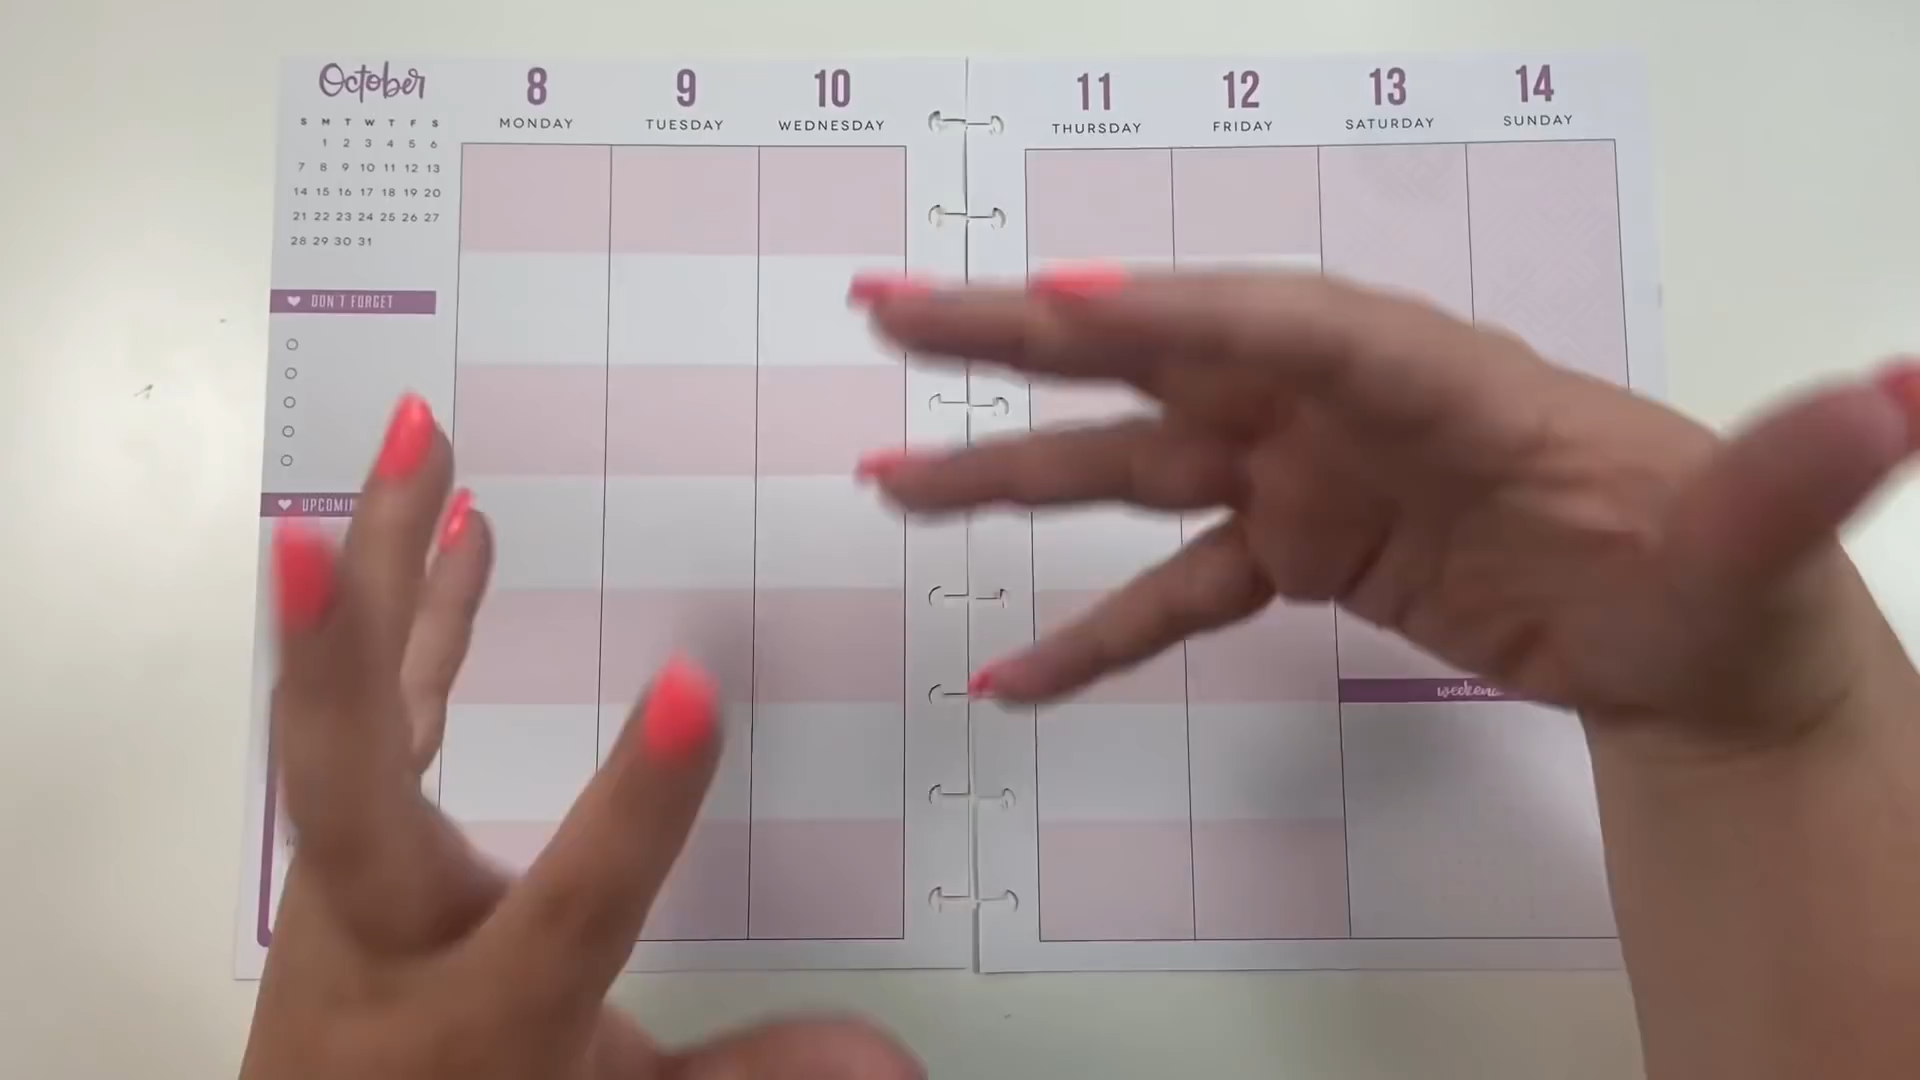 October
S M T W T F S
1 2 3 4 5 6
7 8 9 10 11 12 13
14 15 16 17 18 19 20
21 22 23 24 25 26 27
28 29 30 31
DON'T FORGET
8
MONDAY
9
TUESDAY
10
WEDNESDAY
11
THURSDAY
12
FRIDAY
13
SATURDAY
14
SUNDAY